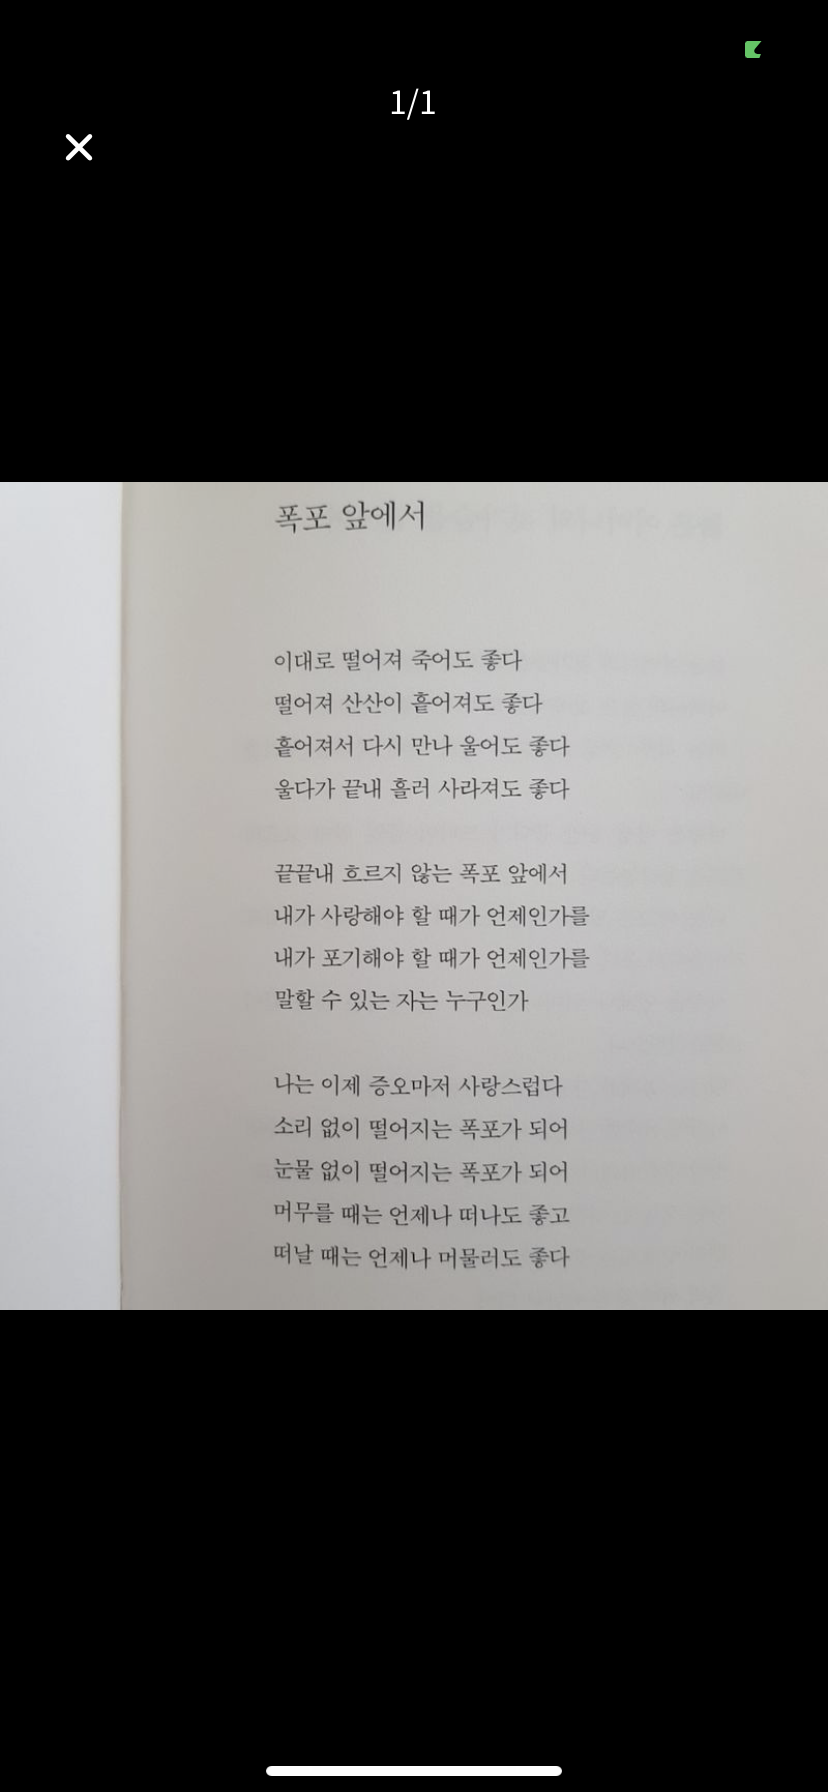 1/1
폭포 앞에서
이대로 떨어져 죽어도 좋다
떨어져 산산이 흩어져도 좋다
흩어져서 다시 만나 울어도 좋다
울다가 끝내 흘러 사라져도 좋다
끝끝내 흐르지 않는 폭포 앞에서
내가 사랑해야 할 때가 언제인가를
내가 포기해야 할 때가 언제인가를
말할 수 있는 자는 누구인가
나는 이제 증오마저 사랑스럽다
소리 없이 떨어지는 폭포가 되어
눈물 없이 떨어지는 폭포가 되어
머무를 때는 언제나 떠나도 좋고
떠날 때는 언제나 머물러도 좋다